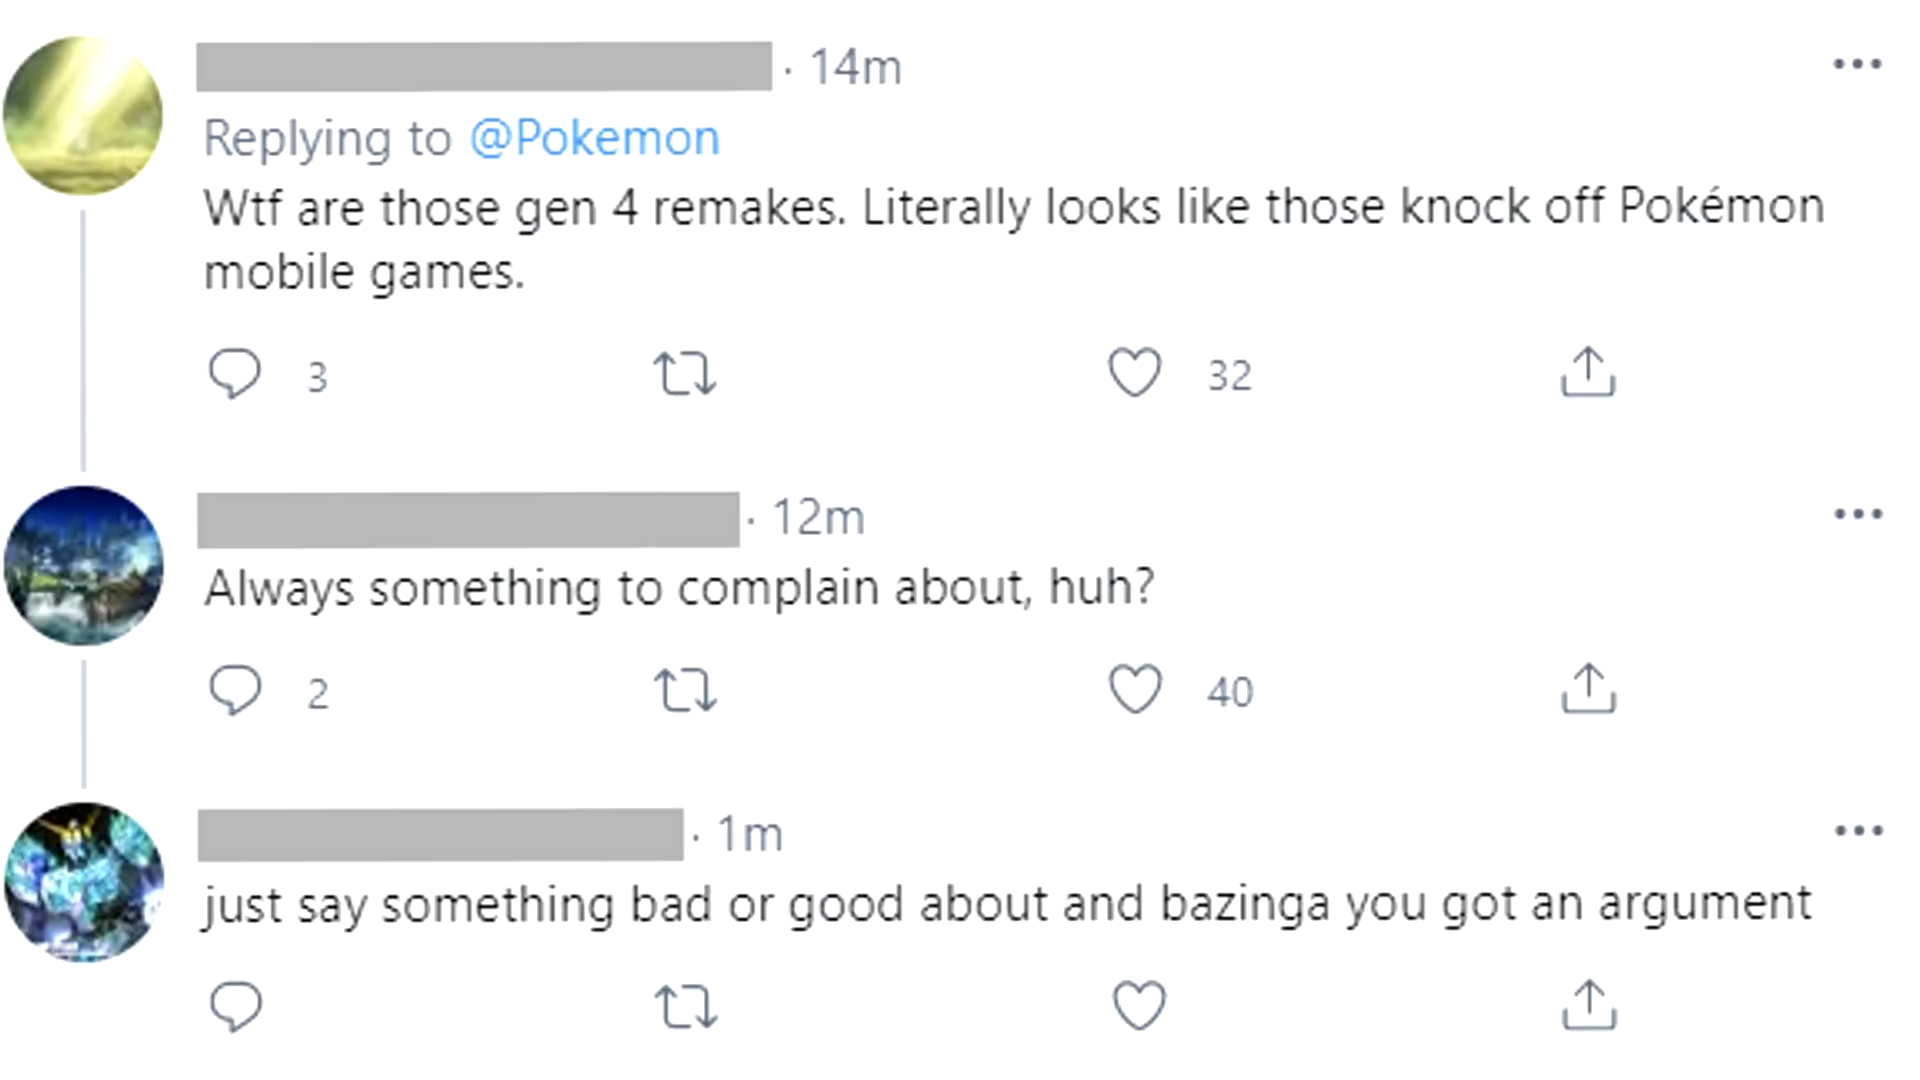 · 14m
Replying to @Pokemon
Wtf are those gen 4 remakes. Literally looks like those knock off Pokémon
mobile games.
3 32
· 12m
Always something to complain about, huh?
2 40
· 1m
just say something bad or good about and bazinga you got an argument